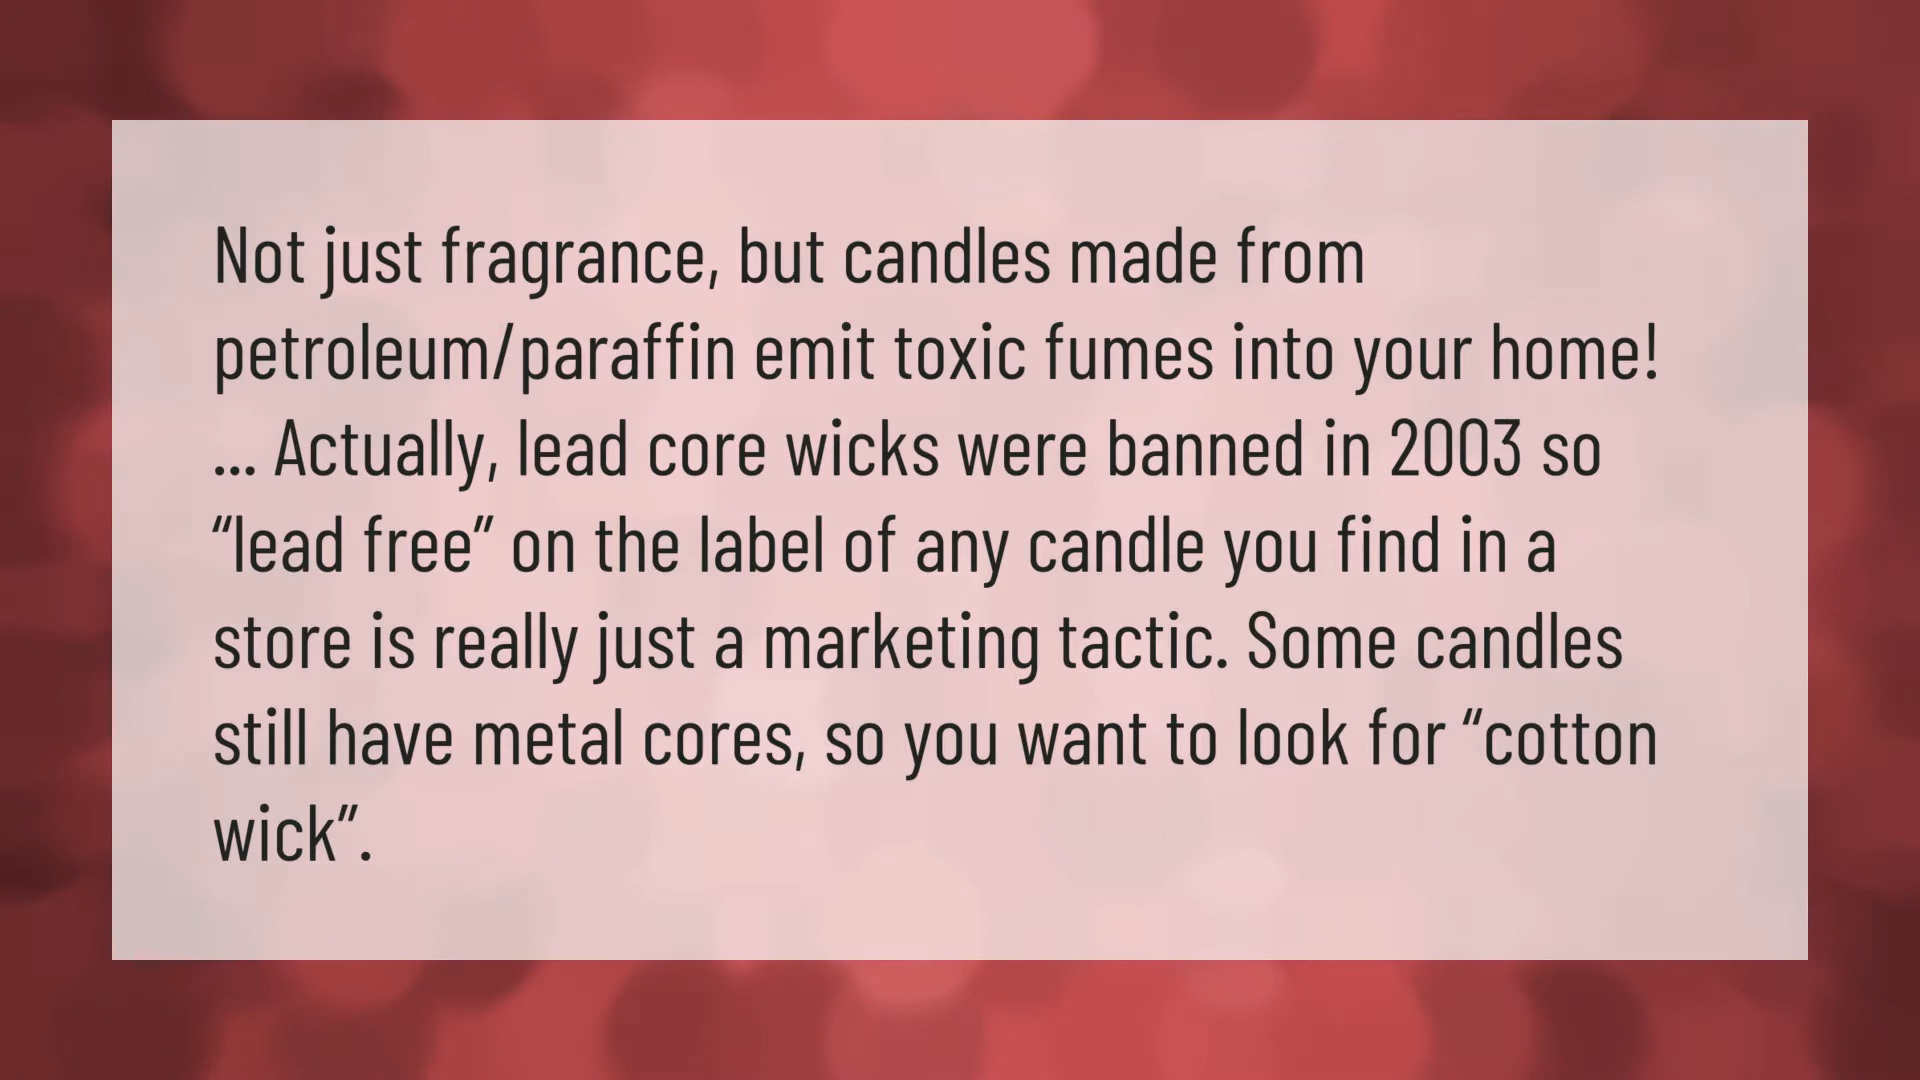 Not just fragrance, but candles made from
petroleum/paraffin emit toxic fumes into your home!
... Actually, lead core wicks were banned in 2003 so
“lead free” on the label of any candle you find in a
store is really just a marketing tactic. Some candles
still have metal cores, so you want to look for “cotton
wick”.